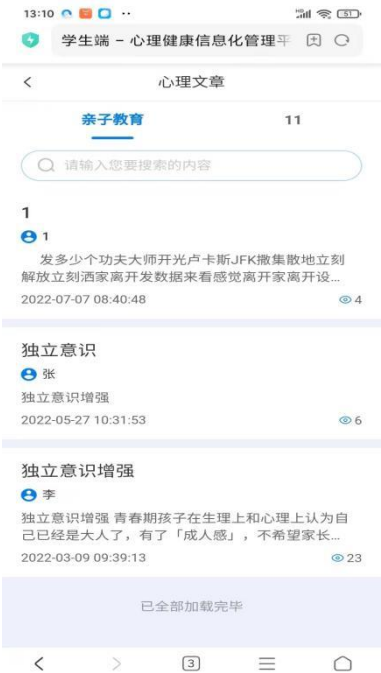 13:10
51
学生端 – 心理健康信息化管理平
心理文章
亲子教育
11
请输入您要搜索的内容
1
1
发多少个功夫大师开光卢卡斯JFK撒集散地立刻
解放立刻洒家离开发数据来看感觉离开家离开设...
2022-07-07 08:40:48
4
独立意识
张
独立意识增强
2022-05-27 10:31:53
6
独立意识增强
李
独立意识增强 青春期孩子在生理上和心理上认为自
己已经是大人了，有了「成人感」，不希望家长...
2022-03-09 09:39:13
23
已全部加载完毕
3